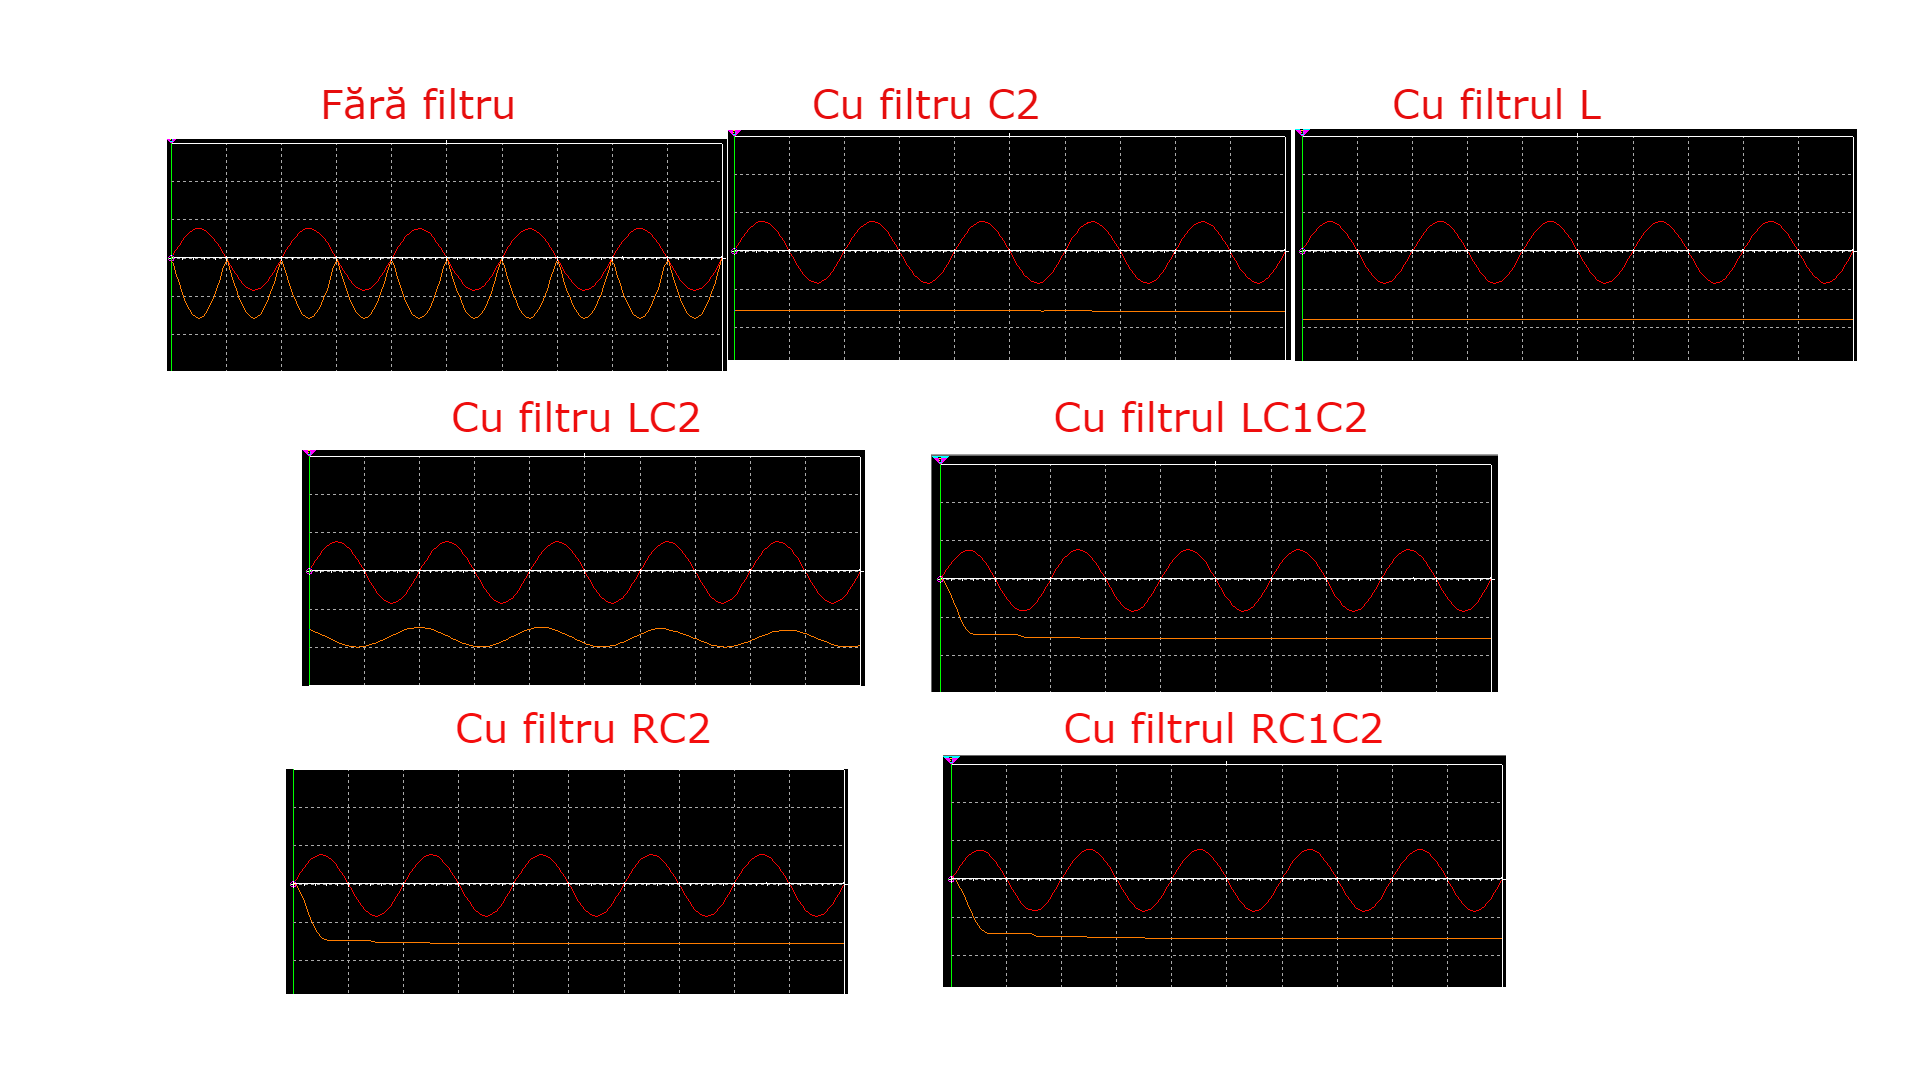 Fără filtru
Cu filtru C2
Cu filtrul L
Cu filtru LC2
Cu filtrul LC1C2
Cu filtru RC2
Cu filtrul RC1C2